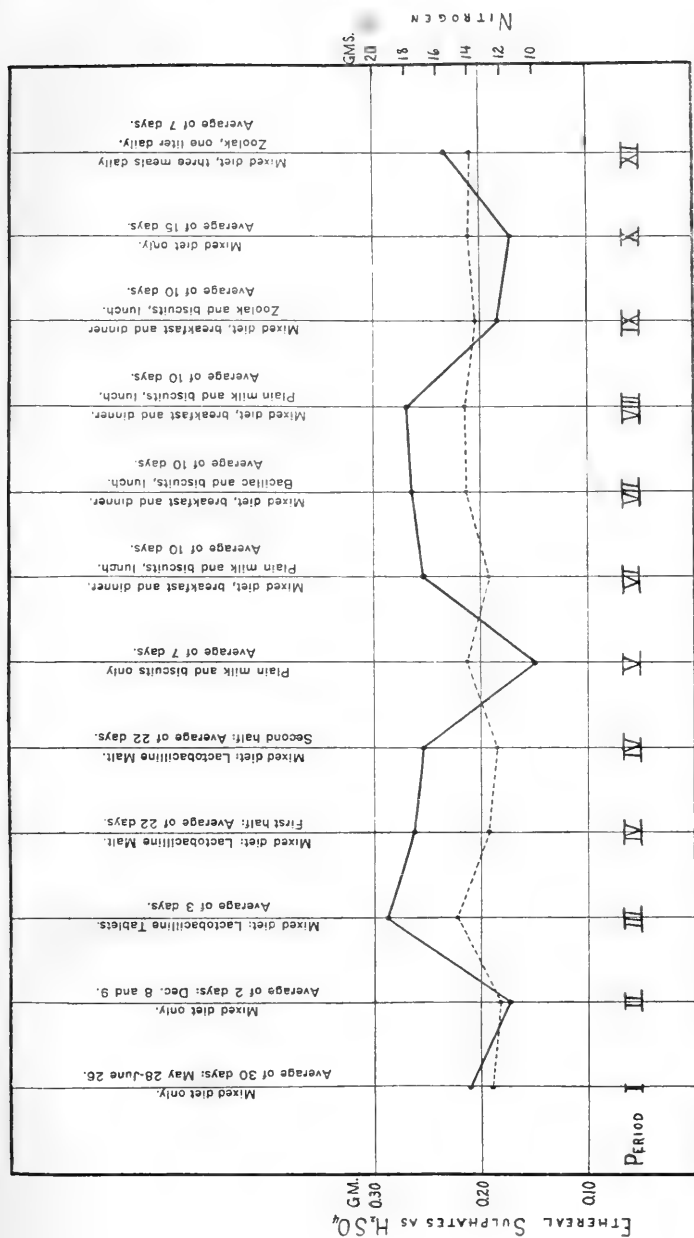 ETHEREAL SULPHATES AS H₂SO₄
GM.
0.30
0.20
0.10
Mixed diet only.
Average of 30 days: May 28-June 26.
Mixed diet only.
Average of 2 days: Dec. 8 and 9.
Mixed diet: Lactobacilline Tablets.
Average of 3 days.
Mixed diet: Lactobacilline Malt.
First half: Average of 22 days.
Mixed diet: Lactobacilline Malt.
Second half: Average of 22 days.
Plain milk and biscuits only
Average of 7 days.
Mixed diet, breakfast and dinner.
Plain milk and biscuits, lunch.
Average of 10 days.
Mixed diet, breakfast and dinner.
Bacillac and biscuits, lunch.
Average of 10 days.
Mixed diet, breakfast and dinner.
Plain milk and biscuits, lunch.
Average of 10 days.
Mixed diet, breakfast and dinner
Zoolak and biscuits, lunch.
Average of 10 days.
Mixed diet only.
Average of 15 days.
Mixed diet, three meals daily
Zoolak, one liter daily.
Average of 7 days.
GMS.
20
18
16
14
12
10
NITROGEN
PERIOD I II III IV IV V VI VII VIII IX X XI